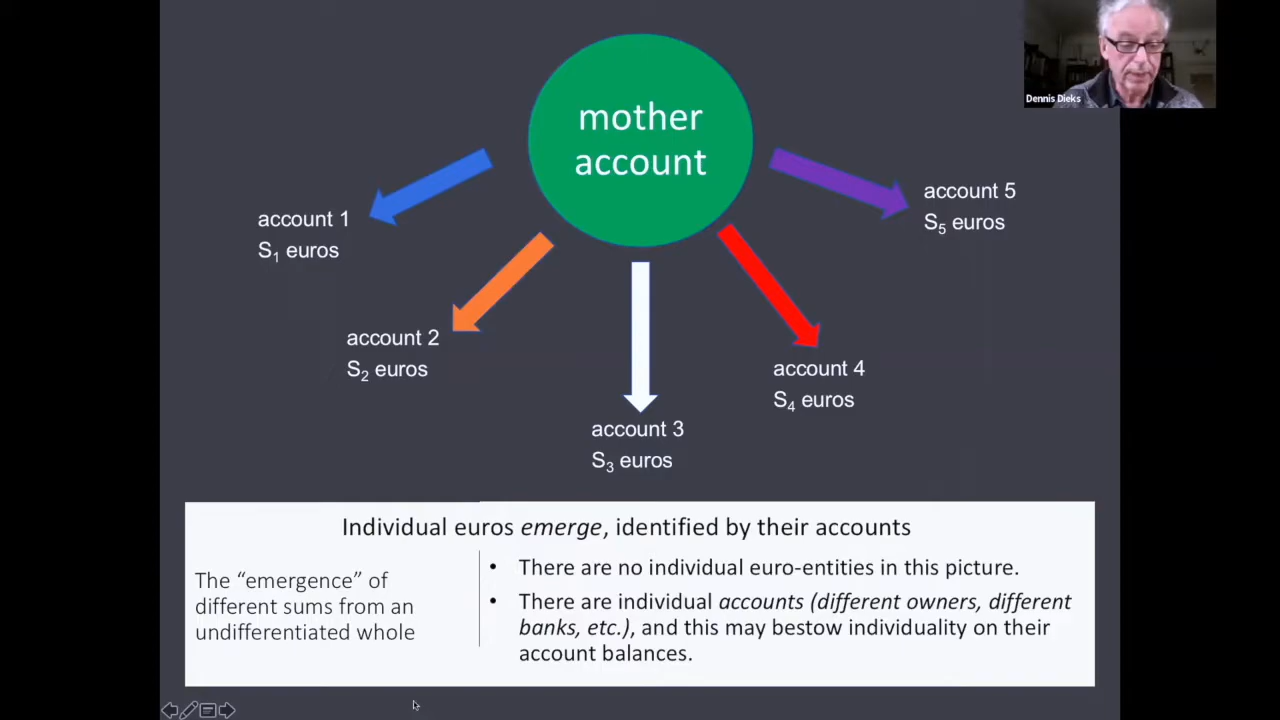 Dennis Dieks
mother
account
account 1
S₁ euros
account 2
S₂ euros
account 3
S₃ euros
account 4
S₄ euros
account 5
S₅ euros
Individual euros emerge, identified by their accounts
The “emergence” of
different sums from an
undifferentiated whole
• There are no individual euro-entities in this picture.
• There are individual accounts (different owners, different
banks, etc.), and this may bestow individuality on their
account balances.